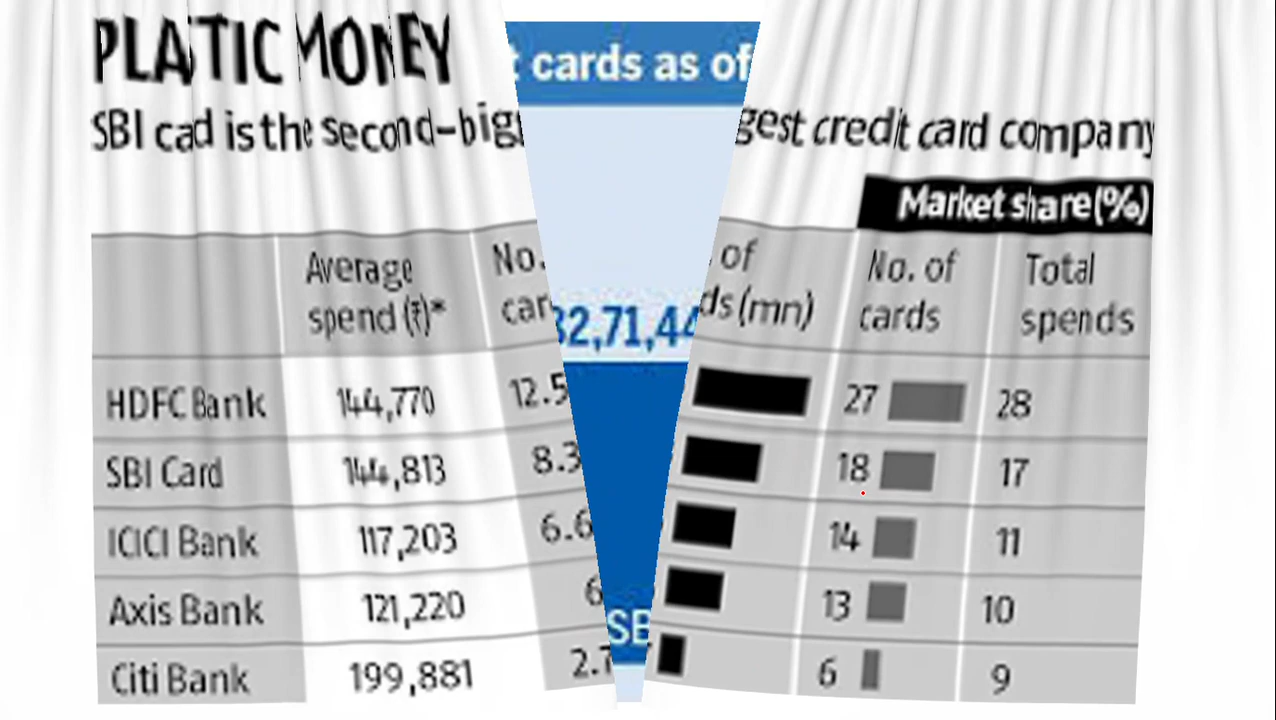 PLATIC MONEY
t cards as of
SBI cad is the second-bigg gest credit card company
Market share(%)
Average spend (₹)* No. car of ds (mn) No. of cards Total spends
32,71,44
HDFC Bank 144,770 12.5 27 28
SBI Card 144,813 8.3 18 17
ICICI Bank 117,203 6.6 14 11
Axis Bank 121,220 6 13 10
SB
Citi Bank 199,881 2.7 6 9